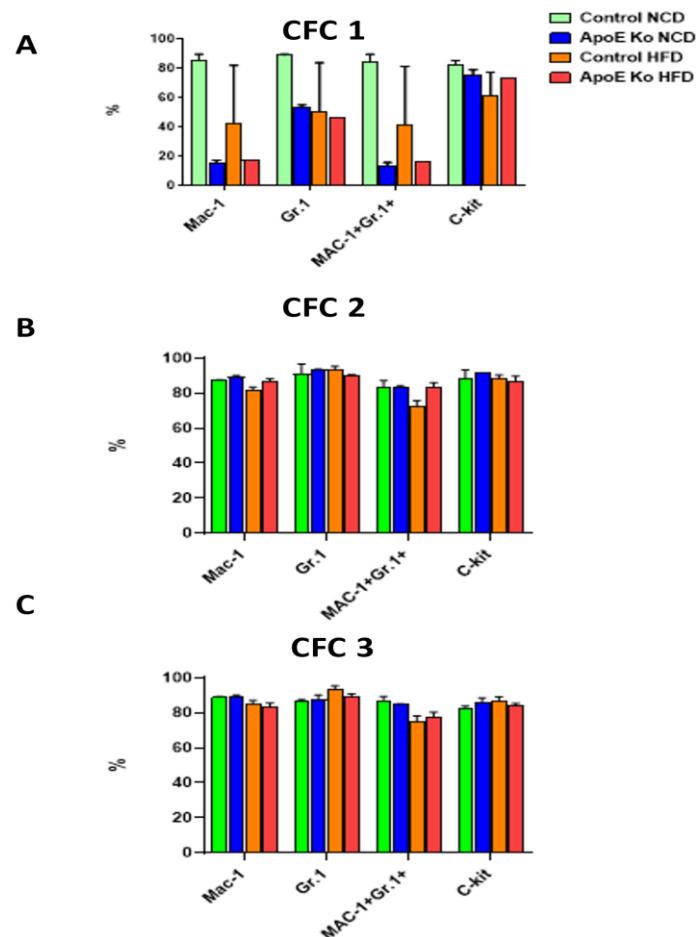 A
CFC 1
Control NCD
ApoE Ko NCD
Control HFD
ApoE Ko HFD
100
80
60
40
20
0
%
Mac-1
Gr.1
MAC-1+Gr.1+
C-kit
B
CFC 2
100
80
60
40
20
0
%
Mac-1
Gr.1
MAC-1+Gr.1+
C-kit
C
CFC 3
100
80
60
40
20
0
%
Mac-1
Gr.1
MAC-1+Gr.1+
C-kit